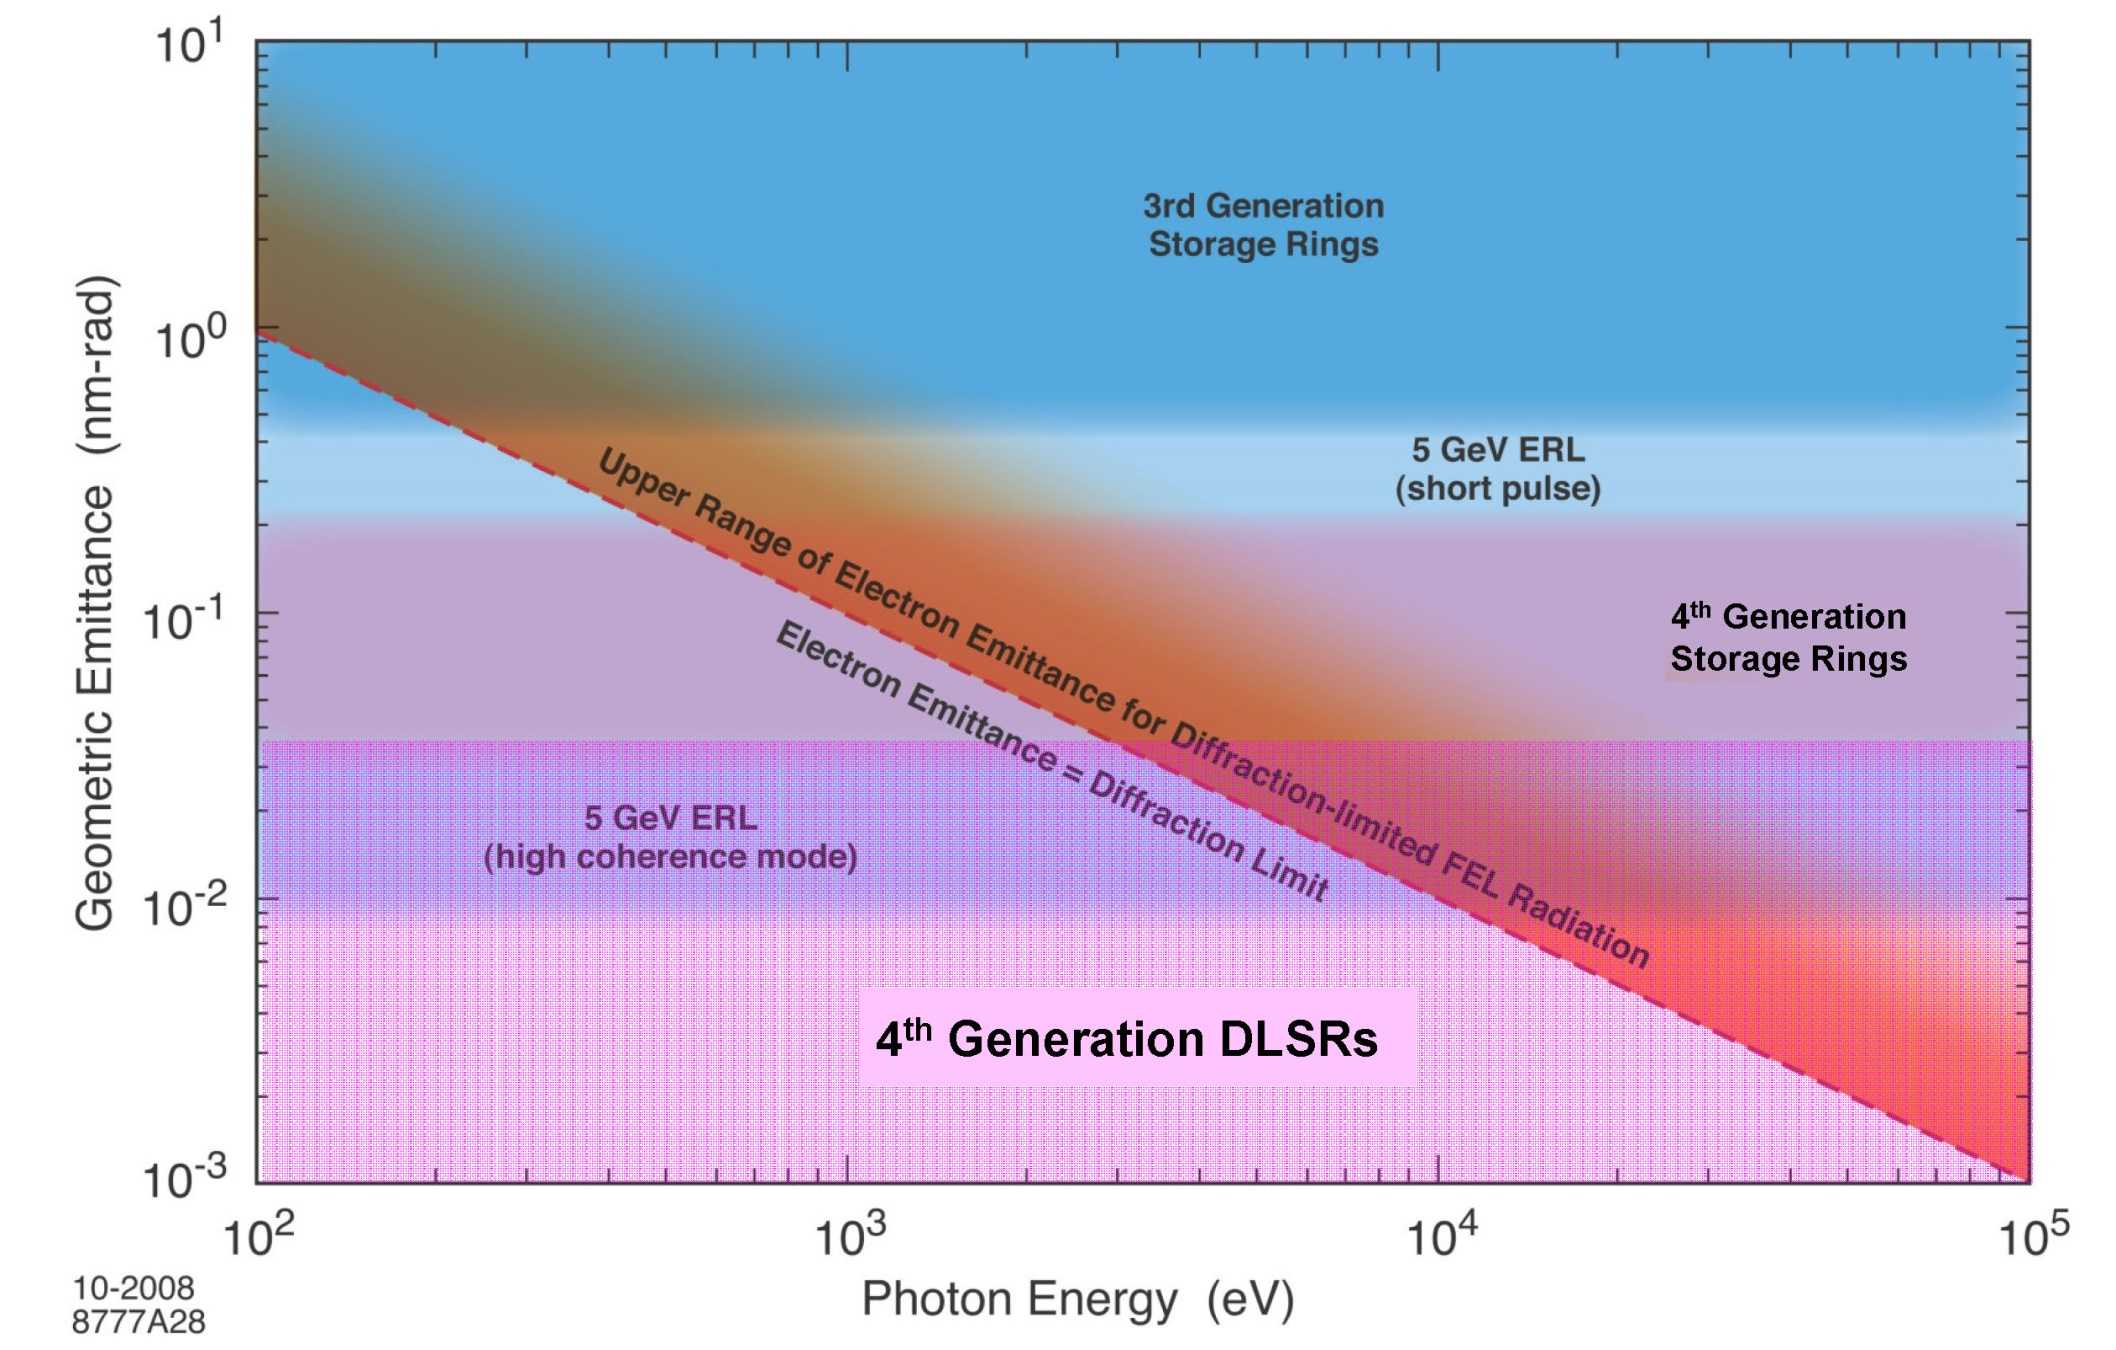 10¹
10⁰
10⁻¹
10⁻²
10⁻³
Geometric Emittance (nm-rad)
3rd Generation
Storage Rings
5 GeV ERL
(short pulse)
4ᵗʰ Generation
Storage Rings
Upper Range of Electron Emittance for Diffraction-limited FEL Radiation
Electron Emittance = Diffraction Limit
5 GeV ERL
(high coherence mode)
4ᵗʰ Generation DLSRs
10² 10³ 10⁴ 10⁵
Photon Energy (eV)
10-2008
8777A28